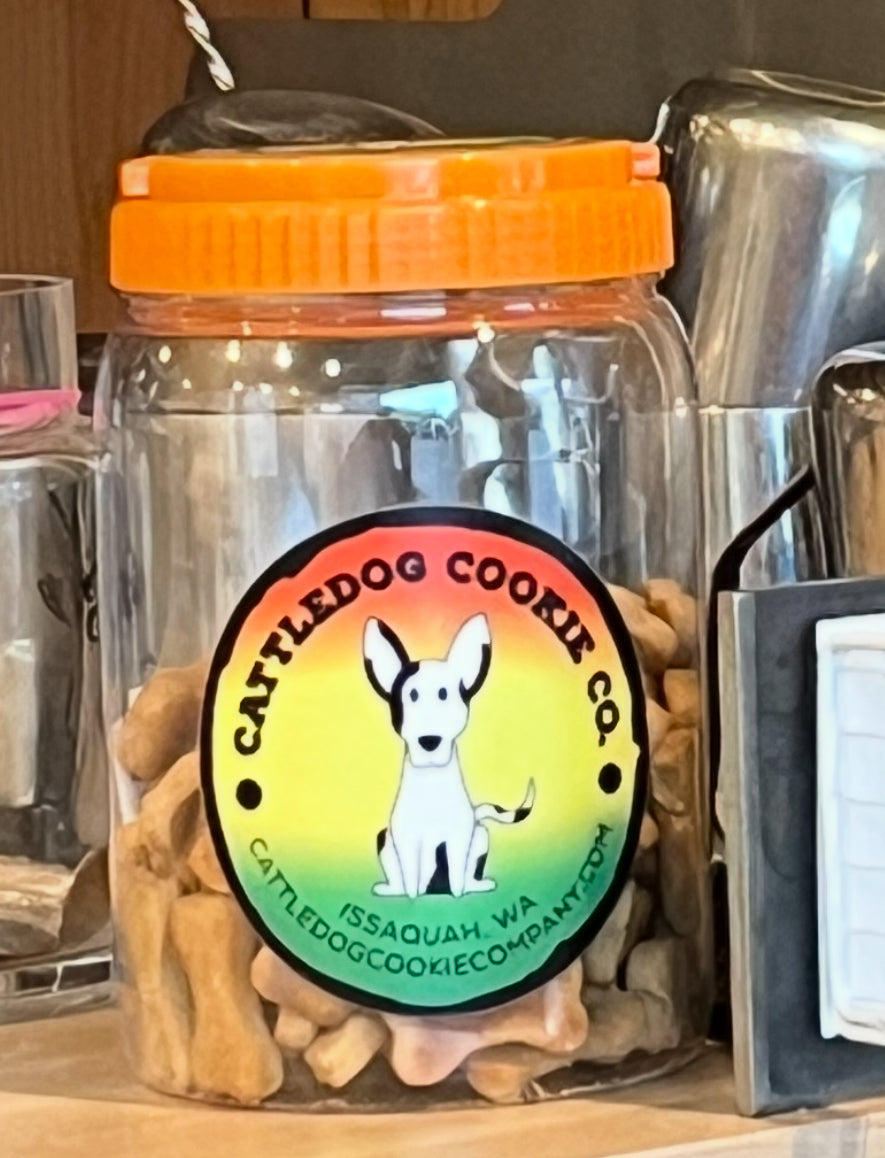 CATTLEDOG COOKIE CO.
ISSAQUAH, WA
CATTLEDOGCOOKIECOMPANY.COM